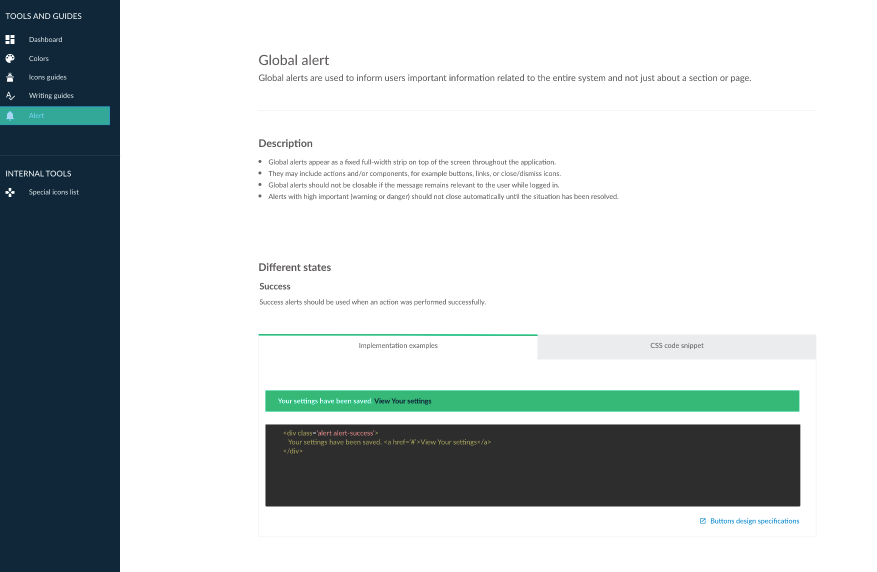 TOOLS AND GUIDES
Dashboard
Colors
Icons guides
Writing guides
Alert
INTERNAL TOOLS
Special icons list
Global alert
Global alerts are used to inform users important information related to the entire system and not just about a section or page.
Description
Global alerts appear as a fixed full-width strip on top of the screen throughout the application.
They may include actions and/or components, for example buttons, links, or close/dismiss icons.
Global alerts should not be closable if the message remains relevant to the user while logged in.
Alerts with high important (warning or danger) should not close automatically until the situation has been resolved.
Different states
Success
Success alerts should be used when an action was performed successfully.
Implementation examples
CSS code snippet
Your settings have been saved. View Your settings
<div class='alert alert-success'>
Your settings have been saved. <a href='#'>View Your settings</a>
</div>
Buttons design specifications